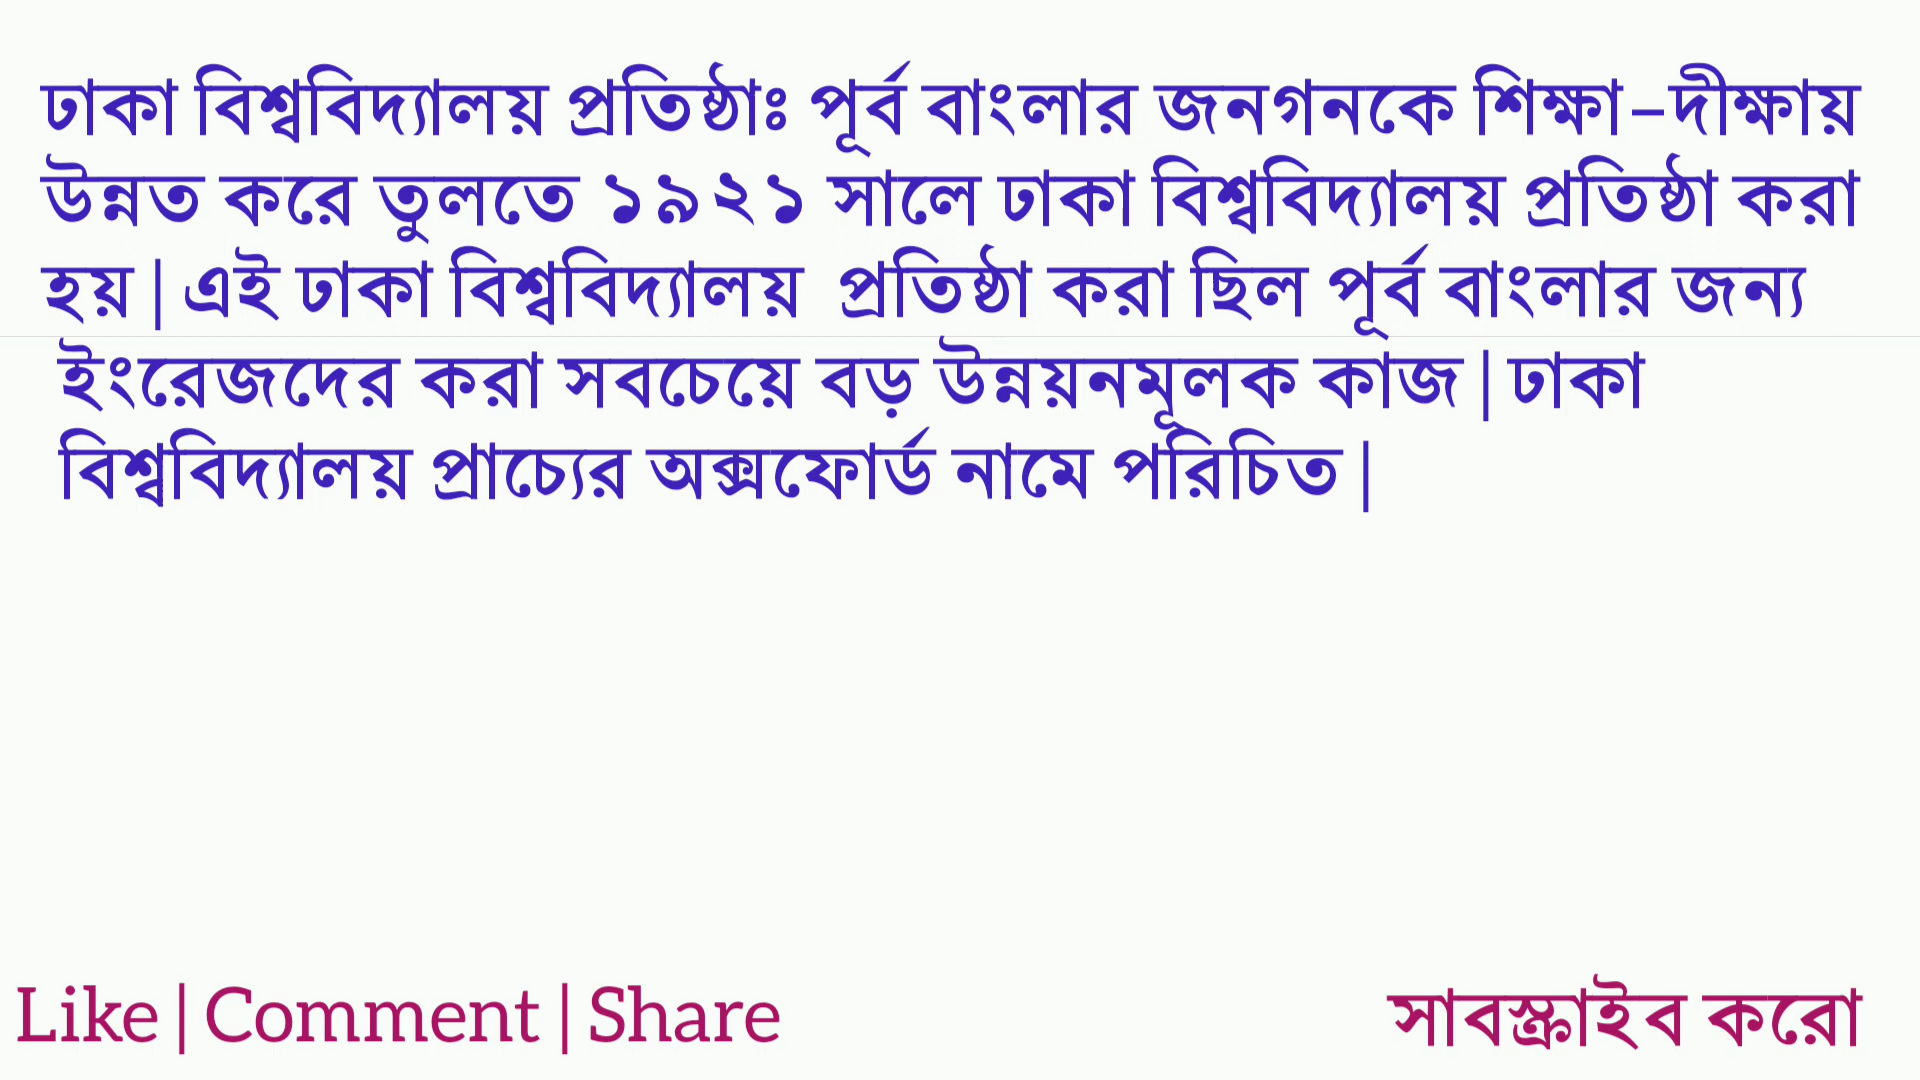 ঢাকা বিশ্ববিদ্যালয় প্রতিষ্ঠাঃ পূর্ব বাংলার জনগনকে শিক্ষা-দীক্ষায়
উন্নত করে তুলতে ১৯২১ সালে ঢাকা বিশ্ববিদ্যালয় প্রতিষ্ঠা করা
হয় | এই ঢাকা বিশ্ববিদ্যালয় প্রতিষ্ঠা করা ছিল পূর্ব বাংলার জন্য
ইংরেজদের করা সবচেয়ে বড় উন্নয়নমূলক কাজ | ঢাকা
বিশ্ববিদ্যালয় প্রাচ্যের অক্সফোর্ড নামে পরিচিত |
Like | Comment | Share
সাবস্ক্রাইব করো